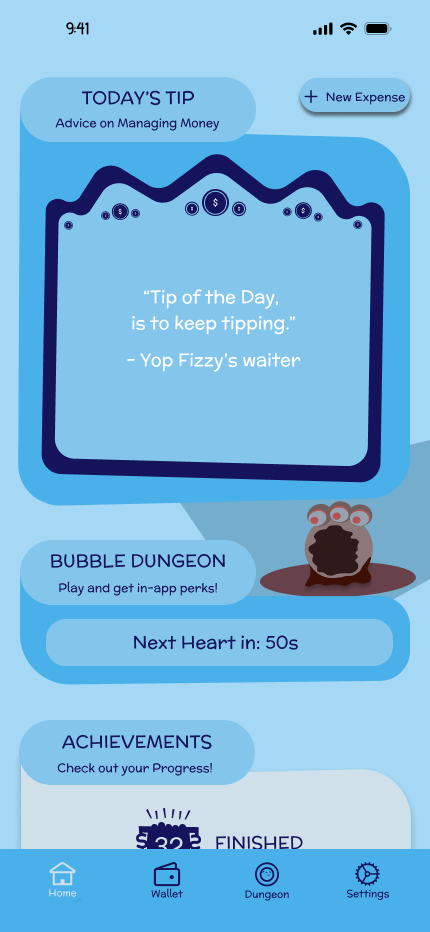 9:41
TODAY'S TIP
Advice on Managing Money
+ New Expense
$ $ $
"Tip of the Day,
is to keep tipping."
- Yop Fizzy's waiter
BUBBLE DUNGEON
Play and get in-app perks!
Next Heart in: 50s
ACHIEVEMENTS
Check out your Progress!
$ 32 $
FINISHED
Home
Wallet
Dungeon
Settings